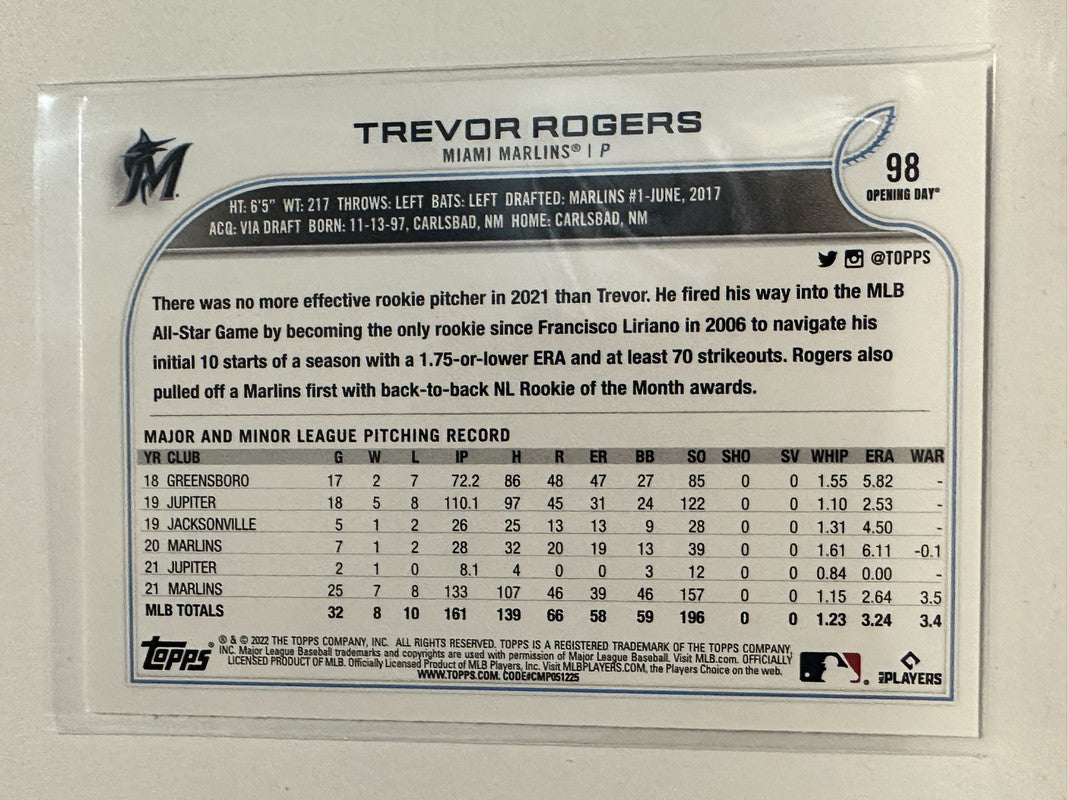 TREVOR ROGERS
MIAMI MARLINS® | P
M
98
OPENING DAY®
HT: 6'5" WT: 217 THROWS: LEFT BATS: LEFT DRAFTED: MARLINS #1-JUNE, 2017
ACQ: VIA DRAFT BORN: 11-13-97, CARLSBAD, NM HOME: CARLSBAD, NM
@TOPPS
There was no more effective rookie pitcher in 2021 than Trevor. He fired his way into the MLB
All-Star Game by becoming the only rookie since Francisco Liriano in 2006 to navigate his
initial 10 starts of a season with a 1.75-or-lower ERA and at least 70 strikeouts. Rogers also
pulled off a Marlins first with back-to-back NL Rookie of the Month awards.
MAJOR AND MINOR LEAGUE PITCHING RECORD
YR CLUB G W L IP H R ER BB SO SHO SV WHIP ERA WAR
18 GREENSBORO 17 2 7 72.2 86 48 47 27 85 0 0 1.55 5.82 -
19 JUPITER 18 5 8 110.1 97 45 31 24 122 0 0 1.10 2.53 -
19 JACKSONVILLE 5 1 2 26 25 13 13 9 28 0 0 1.31 4.50 -
20 MARLINS 7 1 2 28 32 20 19 13 39 0 0 1.61 6.11 -0.1
21 JUPITER 2 1 0 8.1 4 0 0 3 12 0 0 0.84 0.00 -
21 MARLINS 25 7 8 133 107 46 39 46 157 0 0 1.15 2.64 3.5
MLB TOTALS 32 8 10 161 139 66 58 59 196 0 0 1.23 3.24 3.4
Topps®
® & © 2022 THE TOPPS COMPANY, INC. ALL RIGHTS RESERVED. TOPPS IS A REGISTERED TRADEMARK OF THE TOPPS COMPANY,
INC. Major League Baseball trademarks and copyrights are used with permission of Major League Baseball. Visit MLB.com. OFFICIALLY
LICENSED PRODUCT OF MLB. Officially Licensed Product of MLB Players, Inc. Visit MLBPLAYERS.COM, the Players Choice on the web.
WWW.TOPPS.COM. CODE#CMP051225
MLB PLAYERS